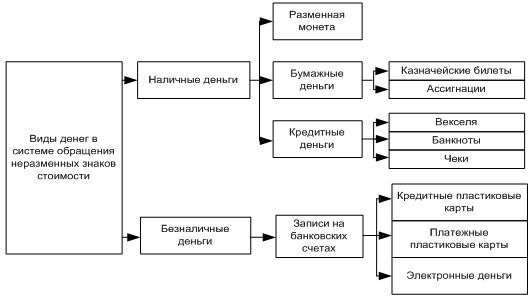 Виды денег в
системе обращения
неразменных знаков
стоимости
Наличные деньги
Разменная
монета
Бумажные
деньги
Казначейские билеты
Ассигнации
Кредитные
деньги
Векселя
Банкноты
Чеки
Безналичные
деньги
Записи на
банковских
счетах
Кредитные пластиковые
карты
Платежные
пластиковые карты
Электронные деньги